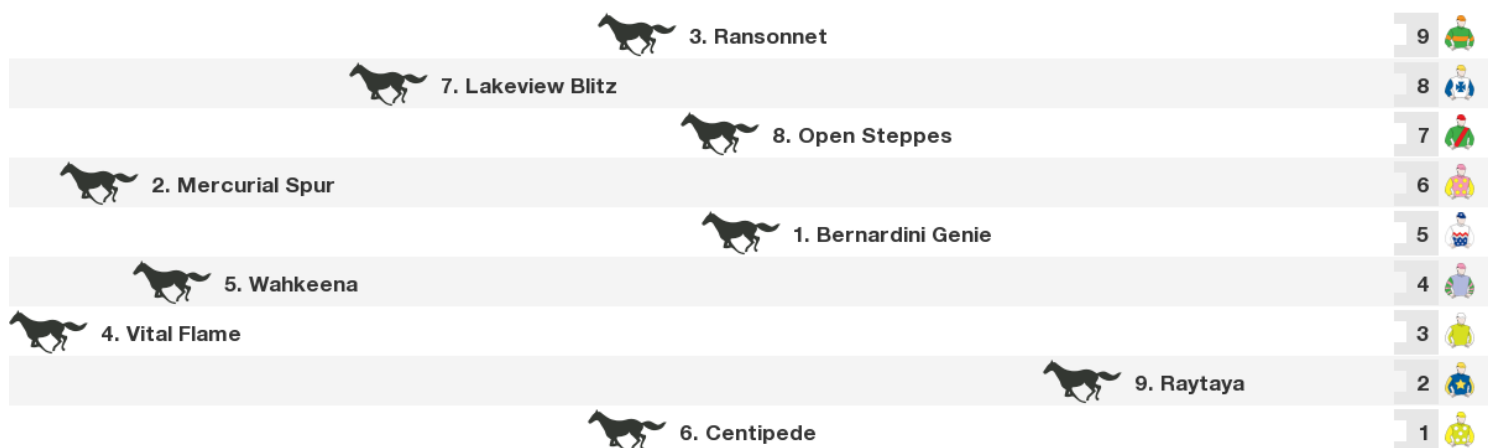 3. Ransonnet 9
7. Lakeview Blitz 8
8. Open Steppes 7
2. Mercurial Spur 6
1. Bernardini Genie 5
5. Wahkeena 4
4. Vital Flame 3
9. Raytaya 2
6. Centipede 1